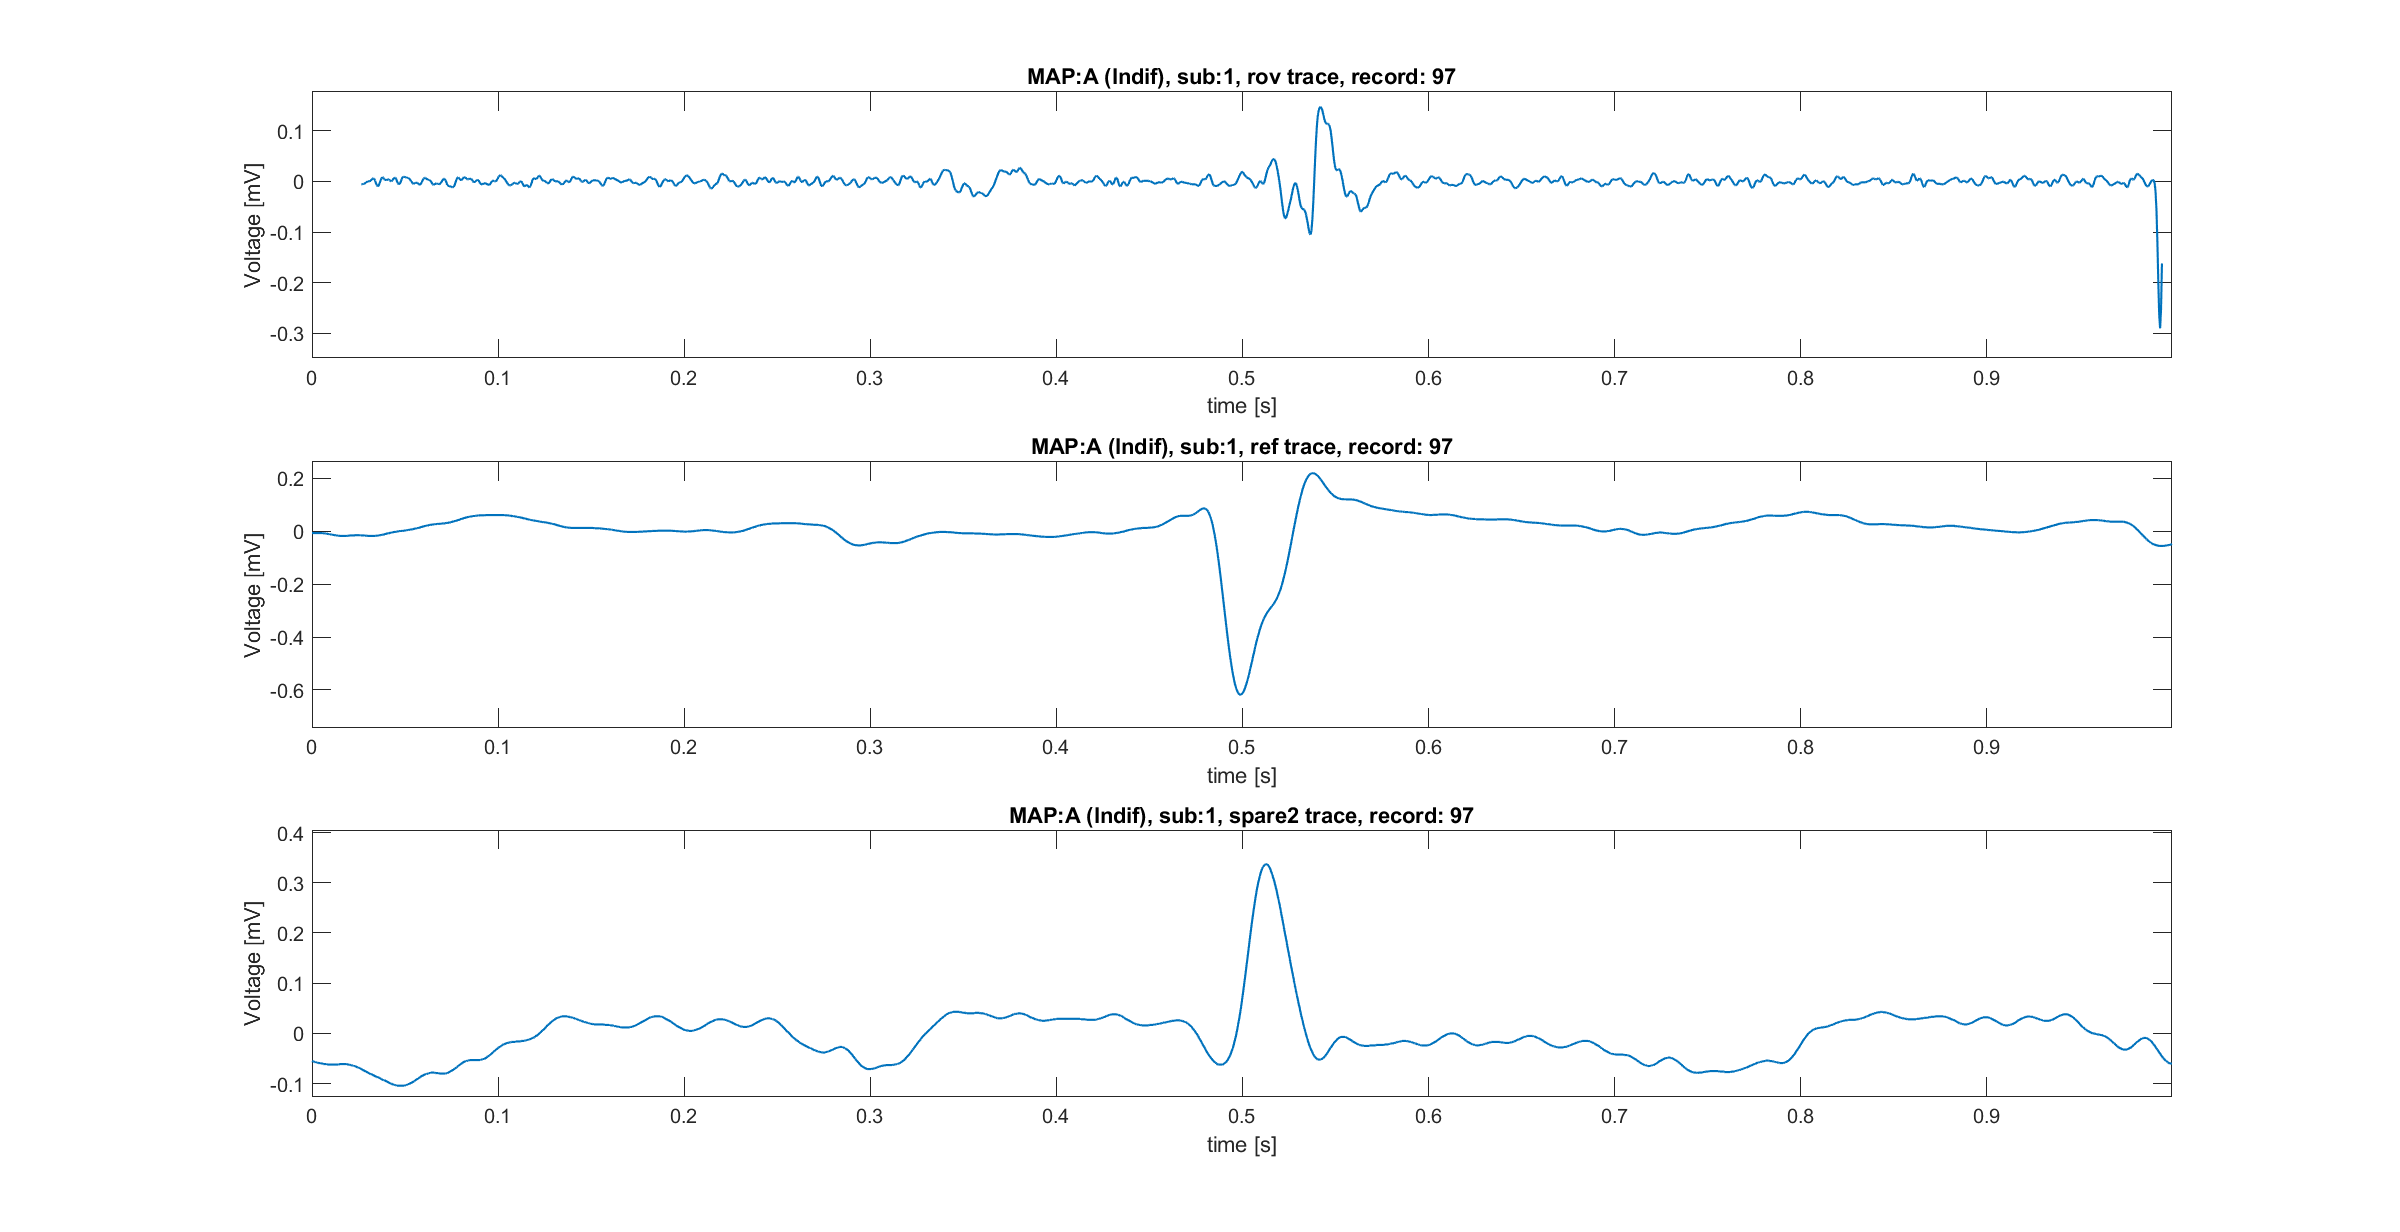 MAP:A (Indif), sub:1, rov trace, record: 97
0.1
0
-0.1
-0.2
-0.3
Voltage [mV]
0 0.1 0.2 0.3 0.4 0.5 0.6 0.7 0.8 0.9
time [s]
MAP:A (Indif), sub:1, ref trace, record: 97
0.2
0
-0.2
-0.4
-0.6
Voltage [mV]
0 0.1 0.2 0.3 0.4 0.5 0.6 0.7 0.8 0.9
time [s]
MAP:A (Indif), sub:1, spare2 trace, record: 97
0.4
0.3
0.2
0.1
0
-0.1
Voltage [mV]
0 0.1 0.2 0.3 0.4 0.5 0.6 0.7 0.8 0.9
time [s]